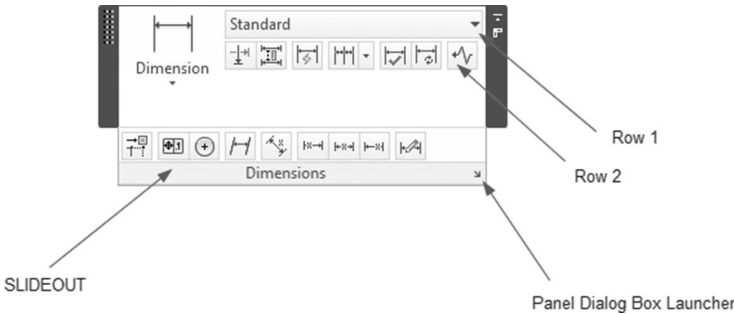 Standard
Dimension
Row 1
Row 2
Dimensions
SLIDEOUT
Panel Dialog Box Launcher